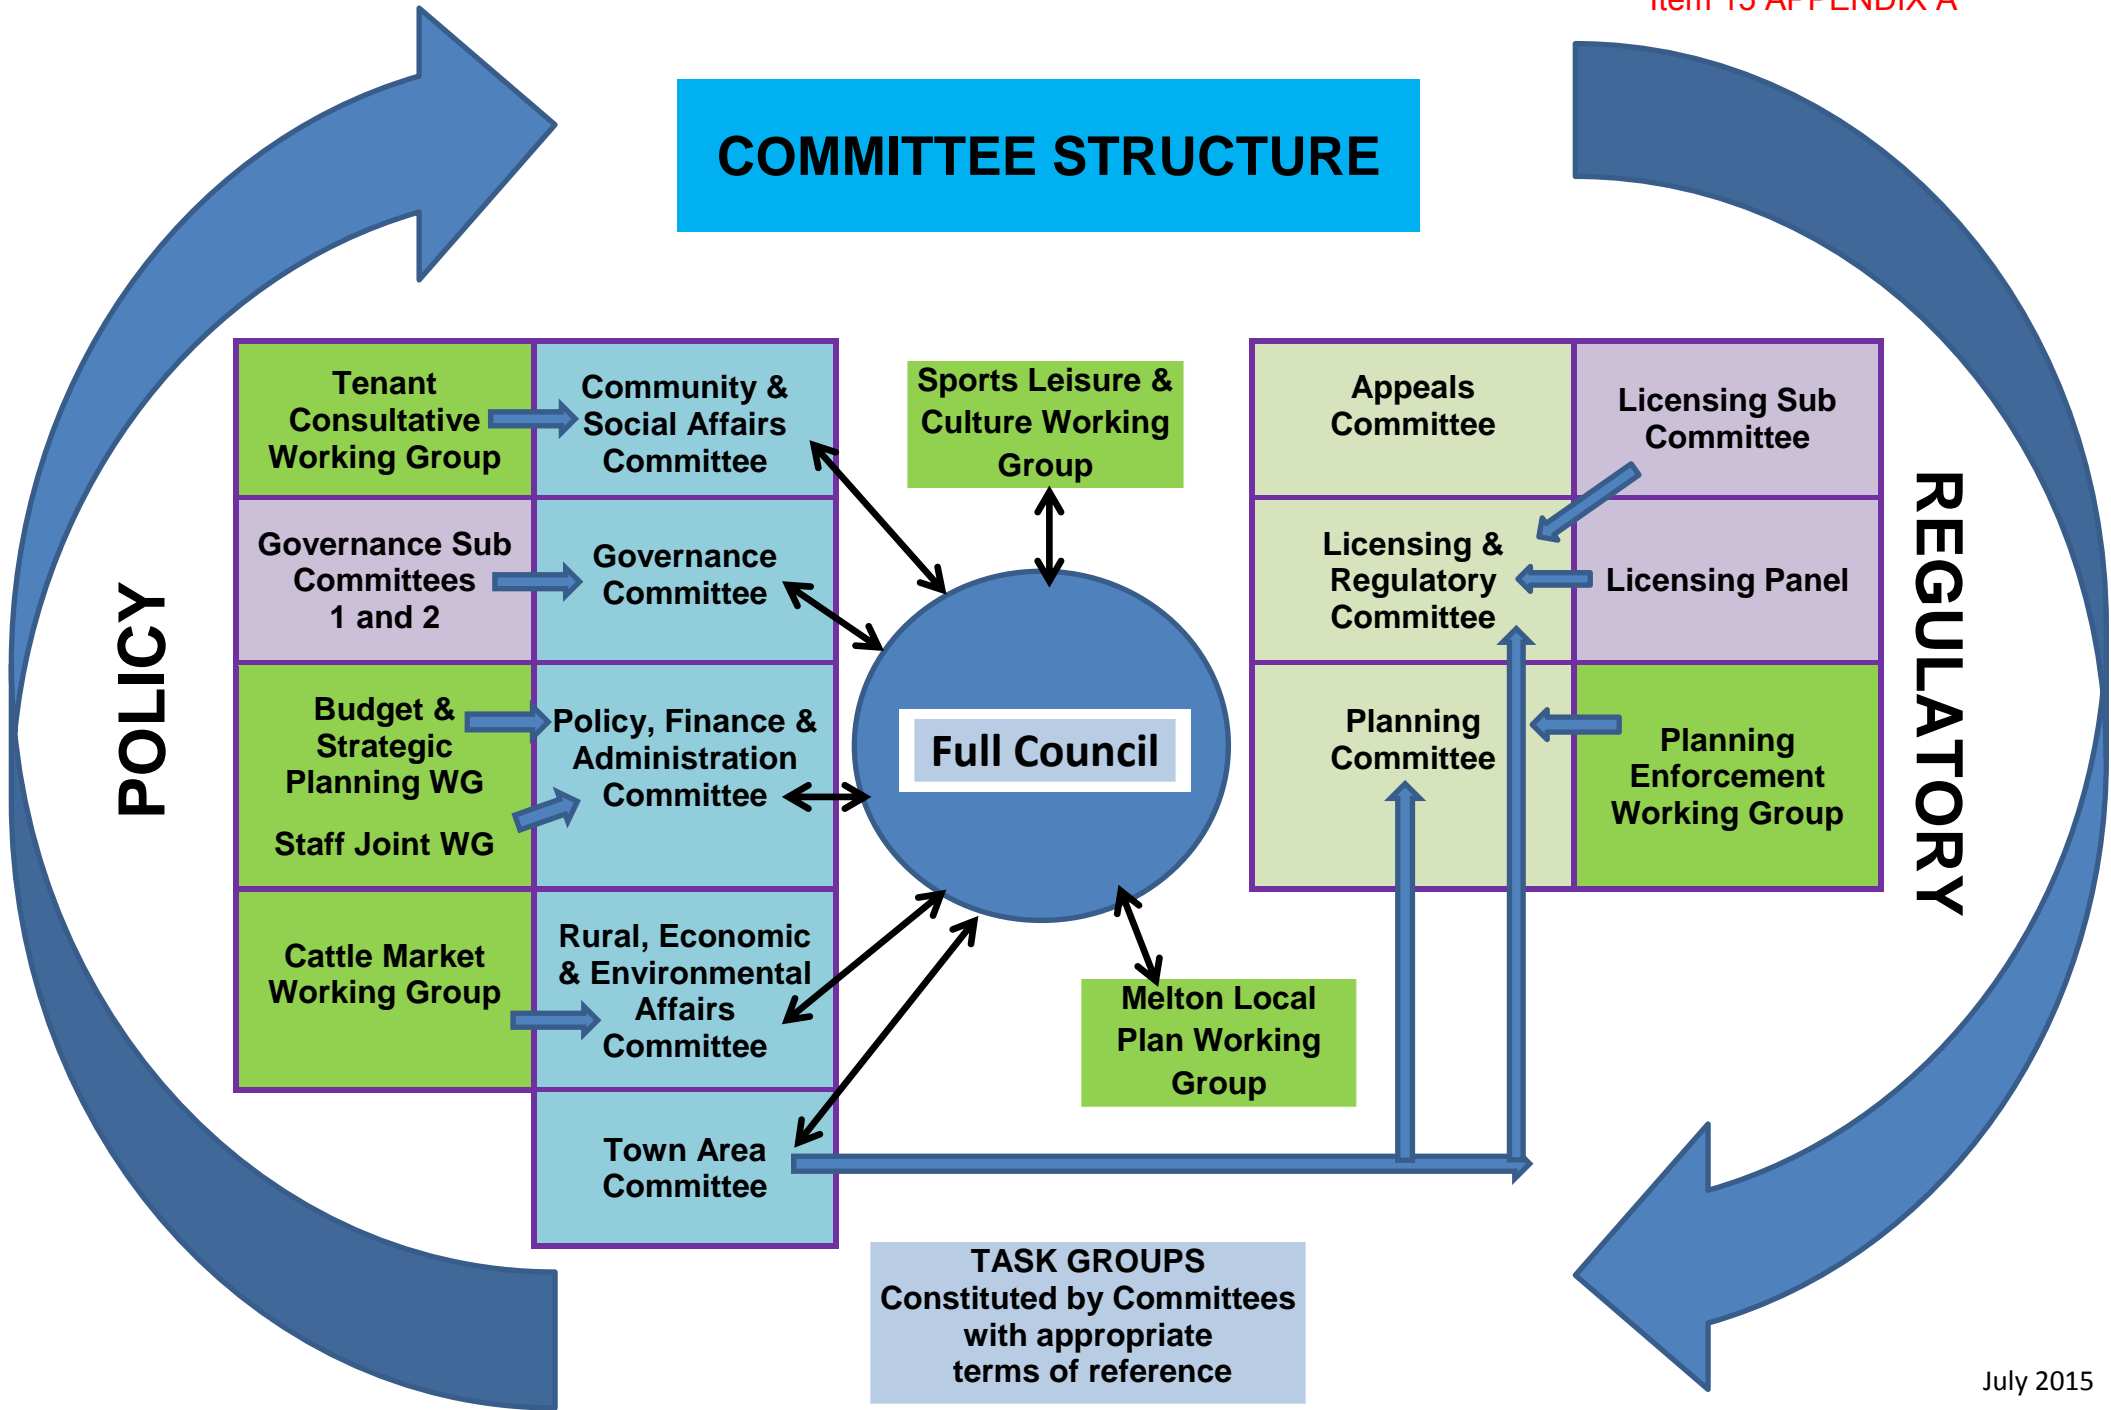 Item 15 APPENDIX A
COMMITTEE STRUCTURE
POLICY
Tenant
Consultative
Working Group
Community &
Social Affairs
Committee
Governance Sub
Committees
1 and 2
Governance
Committee
Budget &
Strategic
Planning WG
Staff Joint WG
Policy, Finance &
Administration
Committee
Cattle Market
Working Group
Rural, Economic
& Environmental
Affairs
Committee
Town Area
Committee
Sports Leisure &
Culture Working
Group
Full Council
Melton Local
Plan Working
Group
Appeals
Committee
Licensing Sub
Committee
Licensing &
Regulatory
Committee
Licensing Panel
Planning
Committee
Planning
Enforcement
Working Group
REGULATORY
TASK GROUPS
Constituted by Committees
with appropriate
terms of reference
July 2015